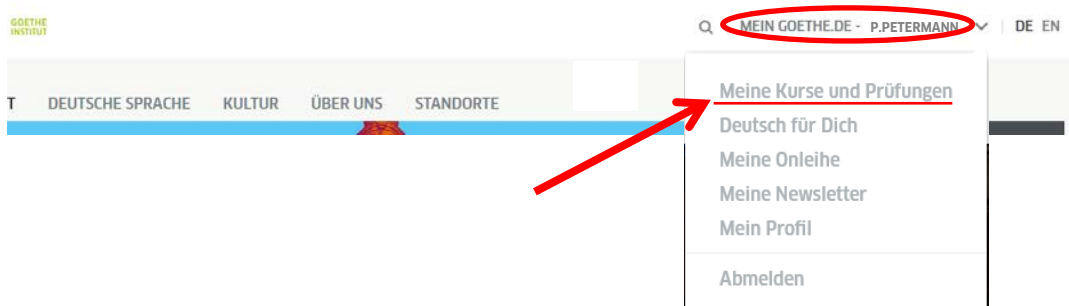 GOETHE
INSTITUT
MEIN GOETHE.DE - P.PETERMANN
DE EN
T DEUTSCHE SPRACHE KULTUR ÜBER UNS STANDORTE
Meine Kurse und Prüfungen
Deutsch für Dich
Meine Onleihe
Meine Newsletter
Mein Profil
Abmelden